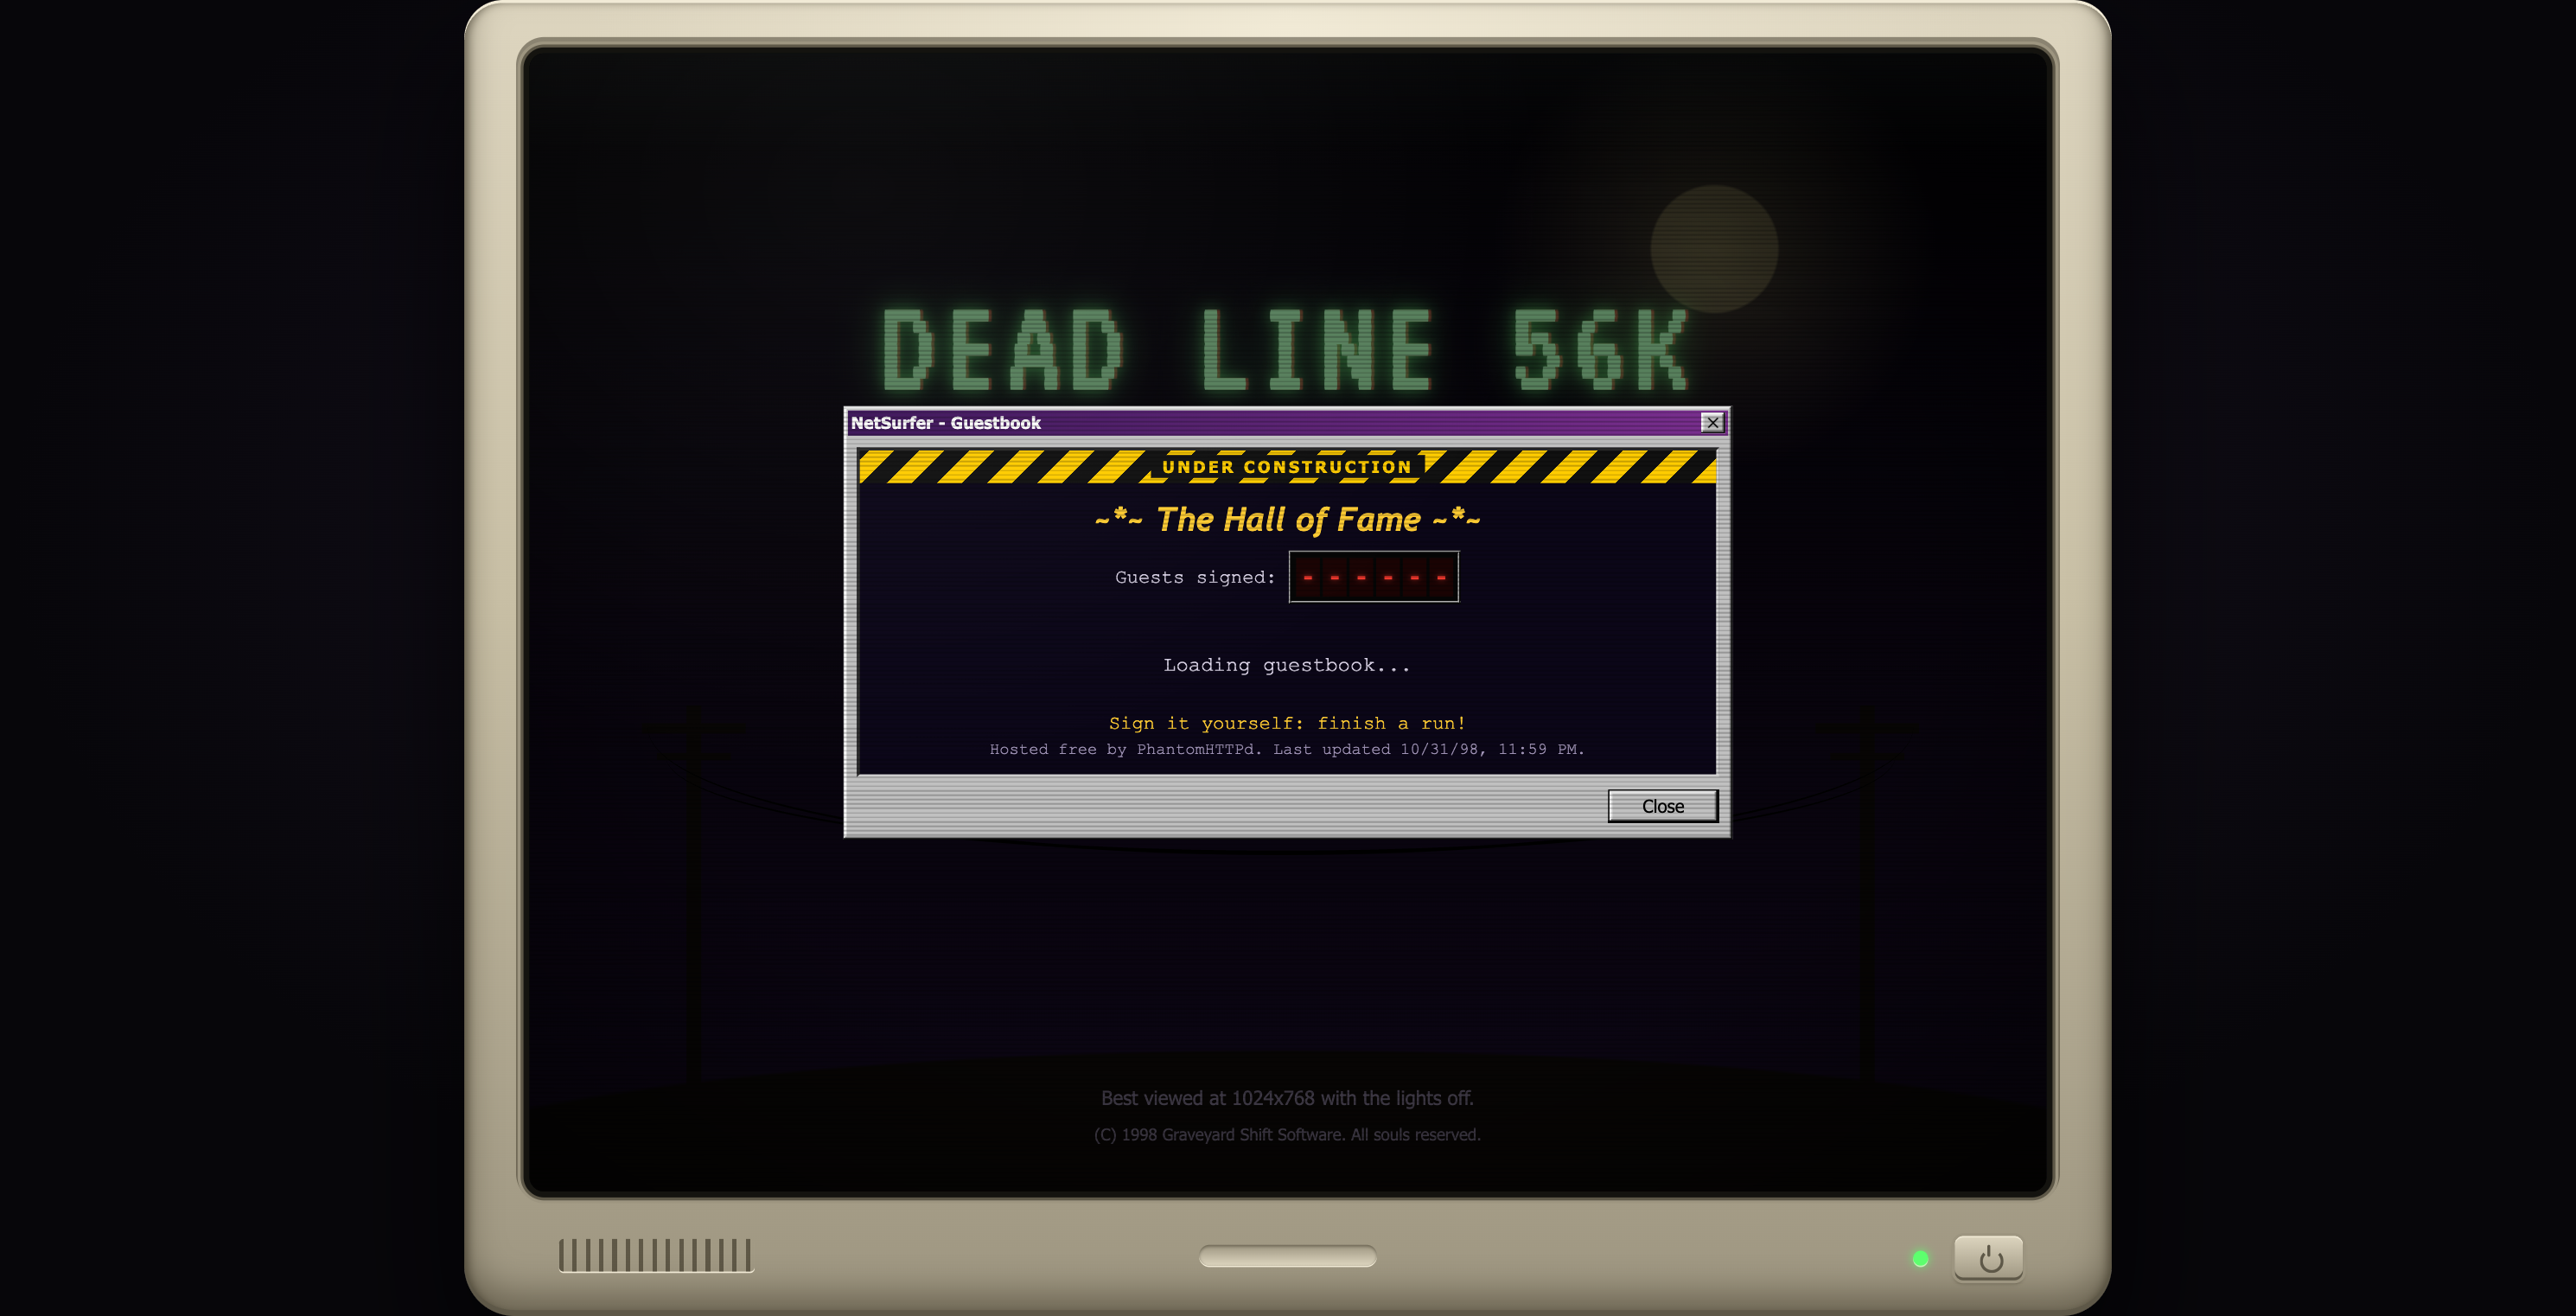 DEAD LINE 56K
NetSurfer - Guestbook
UNDER CONSTRUCTION
~*~ The Hall of Fame ~*~
Guests signed: ------
Loading guestbook...
Sign it yourself: finish a run!
Hosted free by PhantomHTTPd. Last updated 10/31/98, 11:59 PM.
Close
Best viewed at 1024x768 with the lights off.
(C) 1998 Graveyard Shift Software. All souls reserved.